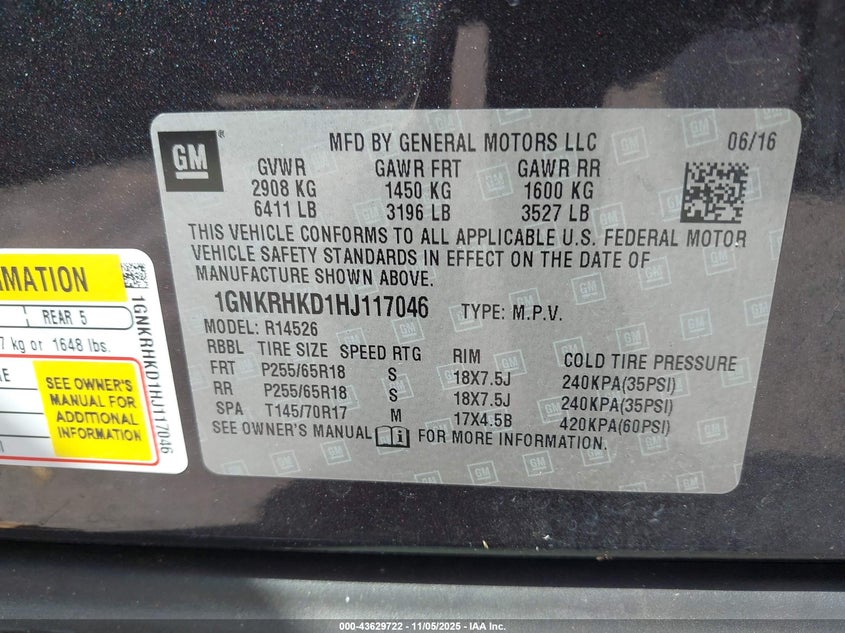 GM
MFD BY GENERAL MOTORS LLC 06/16
GVWR GAWR FRT GAWR RR
2908 KG 1450 KG 1600 KG
6411 LB 3196 LB 3527 LB
THIS VEHICLE CONFORMS TO ALL APPLICABLE U.S. FEDERAL MOTOR
VEHICLE SAFETY STANDARDS IN EFFECT ON THE DATE OF
MANUFACTURE SHOWN ABOVE.
1GNKRHKD1HJ117046 TYPE: M.P.V.
MODEL: R14526
RBBL TIRE SIZE SPEED RTG RIM COLD TIRE PRESSURE
FRT P255/65R18 S 18X7.5J 240KPA(35PSI)
RR P255/65R18 S 18X7.5J 240KPA(35PSI)
SPA T145/70R17 M 17X4.5B 420KPA(60PSI)
SEE OWNER'S MANUAL FOR MORE INFORMATION.
RMATION
REAR 5
7 kg or 1648 lbs.
SEE OWNER'S
MANUAL FOR
ADDITIONAL
INFORMATION
1GNKRHKD1HJ117046
000-43629722 - 11/05/2025 - IAA Inc.